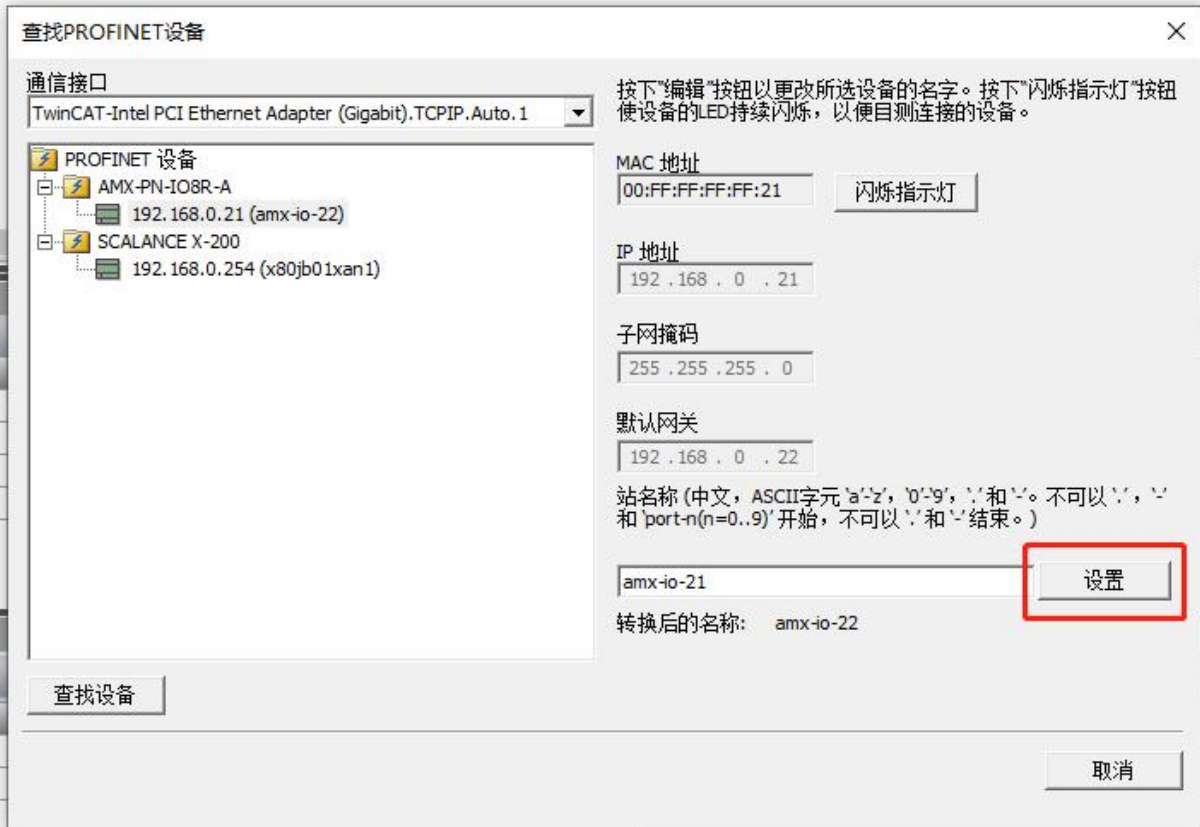 查找PROFINET设备
通信接口
TwinCAT-Intel PCI Ethernet Adapter (Gigabit).TCPIP.Auto.1
PROFINET 设备
AMX-PN-IO8R-A
192.168.0.21 (amx-io-22)
SCALANCE X-200
192.168.0.254 (x80jb01xan1)
查找设备
按下"编辑"按钮以更改所选设备的名字。按下"闪烁指示灯"按钮
使设备的LED持续闪烁，以便目测连接的设备。
MAC 地址
00:FF:FF:FF:FF:21
闪烁指示灯
IP 地址
192 .168 . 0 . 21
子网掩码
255 .255 .255 . 0
默认网关
192 .168 . 0 . 22
站名称 (中文，ASCII字元 'a'-'z'，'0'-'9'，'.' 和 '-'。不可以 '.'，'-'
和 'port-n(n=0..9)' 开始，不可以 '.' 和 '-' 结束。)
amx-io-21
设置
转换后的名称: amx-io-22
取消